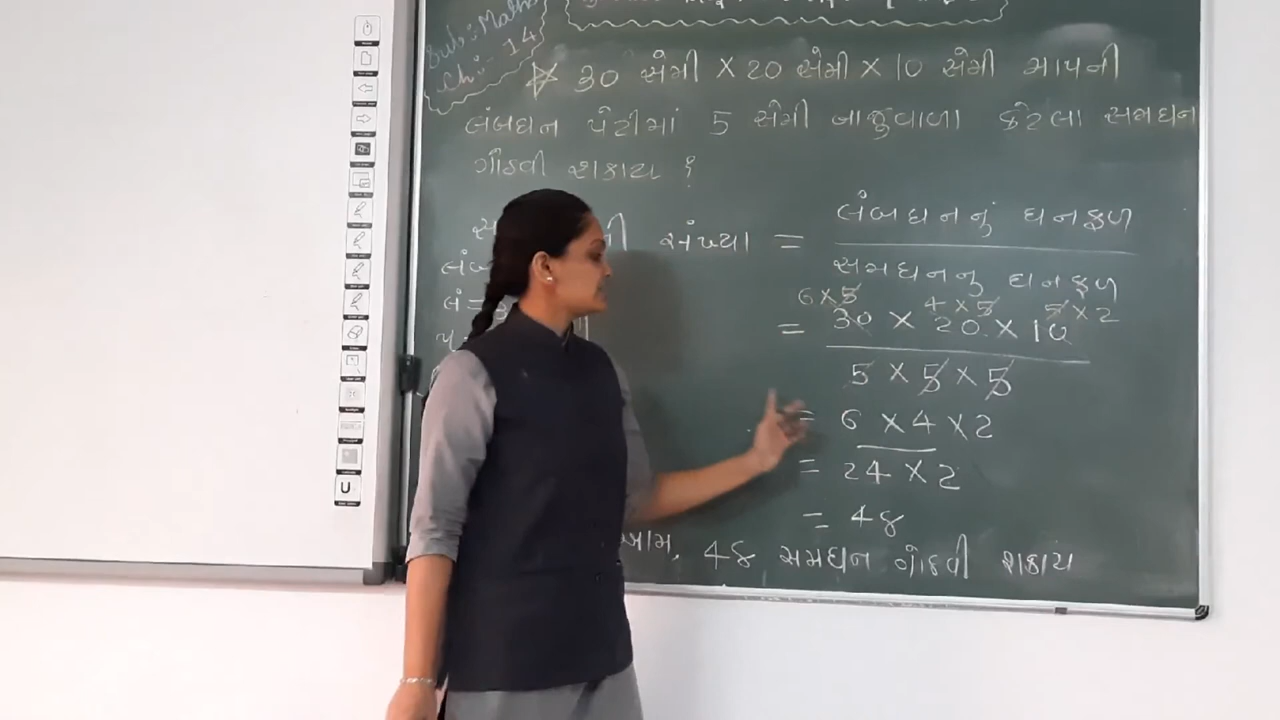 Sub: Maths
Ch:- 14
30 સેમી X 20 સેમી X 10 સેમી માપની
લંબઘન પેટીમાં 5 સેમી બાજુવાળા કેટલા સમઘન
ગોઠવી શકાય ?
સંખ્યા = લંબઘનનું ઘનફળ
સમઘનનુ ઘનફળ
6 X 5 4 X 5 5 X 2
= 30 X 20 X 10
5 X 5 X 5
= 6 X 4 X 2
= 24 X 2
= 48
આમ, 48 સમઘન ગોઠવી શકાય